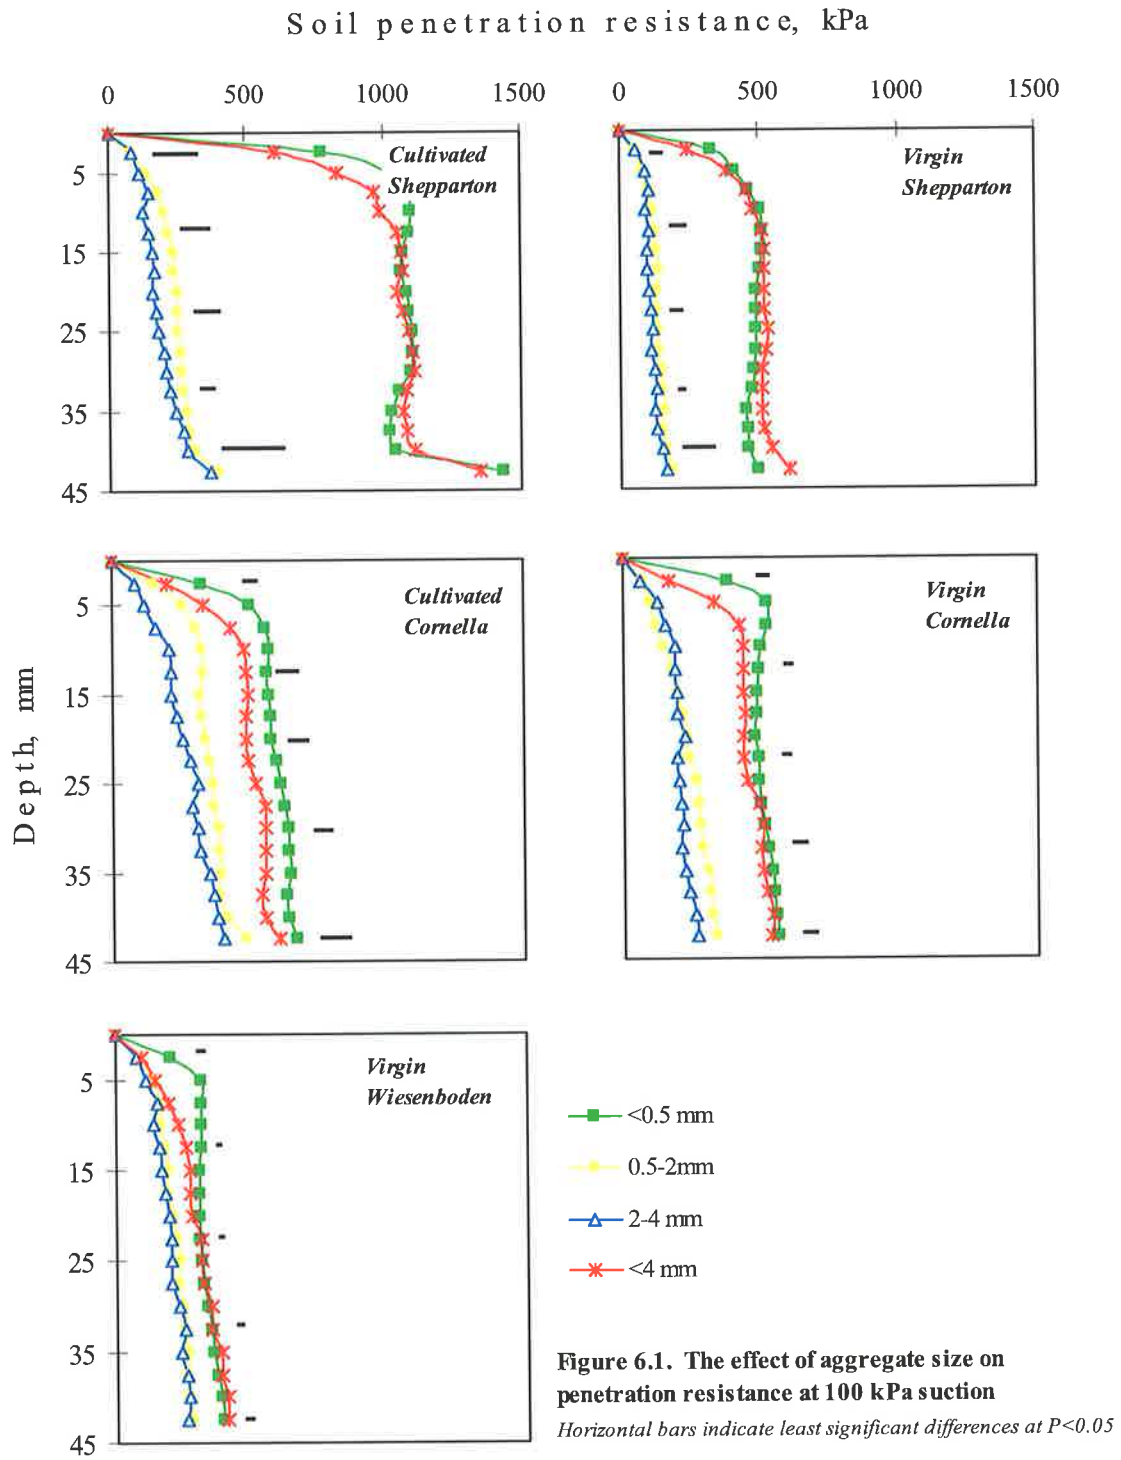 Soil penetration resistance, kPa
0 500 1000 1500
0 500 1000 1500
Cultivated
Shepparton
5
15
25
35
45
Virgin
Shepparton
Depth, mm
Cultivated
Cornella
5
15
25
35
45
Virgin
Cornella
Virgin
Wiesenboden
5
15
25
35
45
<0.5 mm
0.5-2mm
2-4 mm
<4 mm
Figure 6.1. The effect of aggregate size on
penetration resistance at 100 kPa suction
Horizontal bars indicate least significant differences at P<0.05